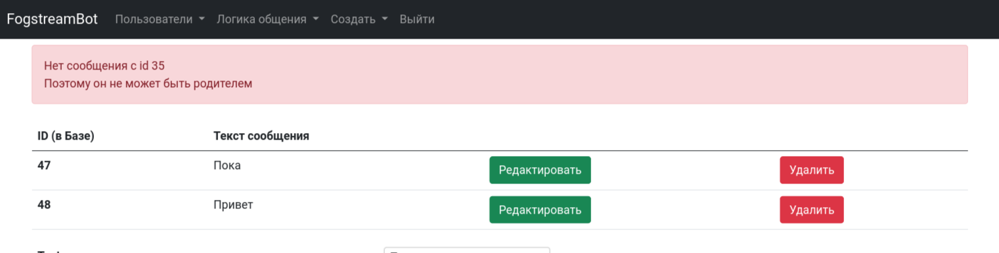 FogstreamBot Пользователи Логика общения Создать Выйти
Нет сообщения с id 35
Поэтому он не может быть родителем
ID (в Базе) Текст сообщения
47 Пока Редактировать Удалить
48 Привет Редактировать Удалить